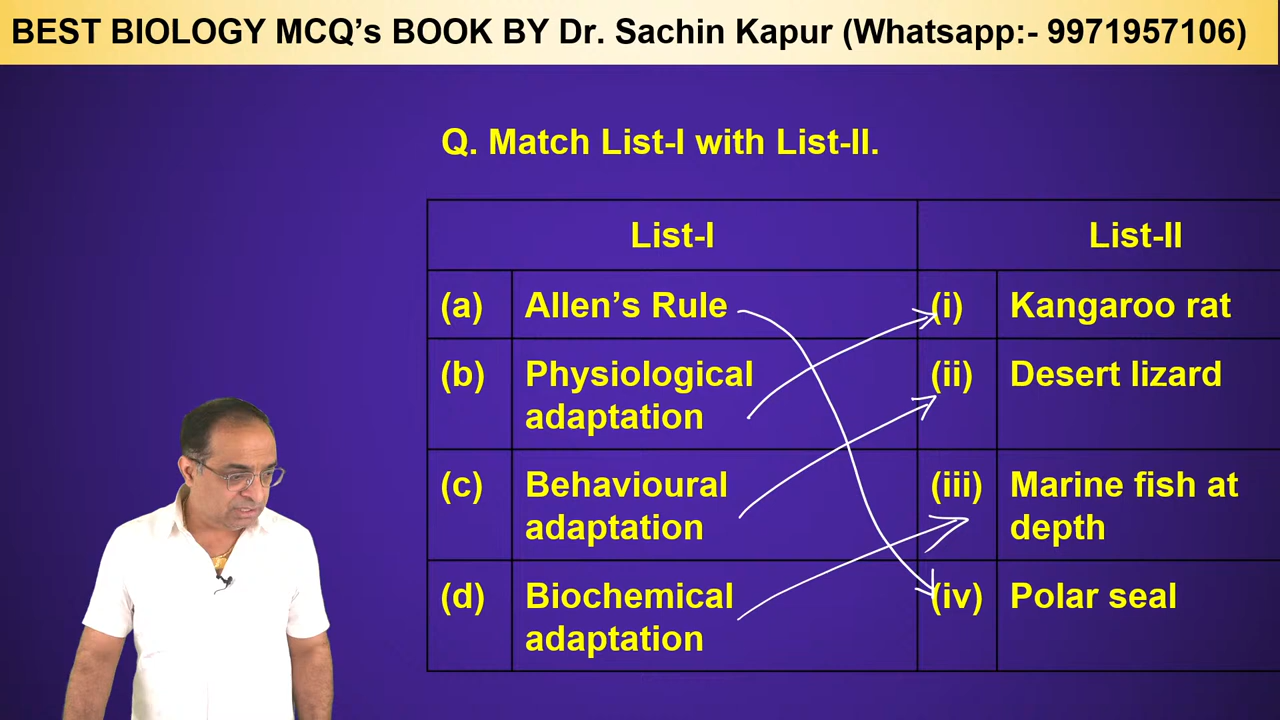 BEST BIOLOGY MCQ’s BOOK BY Dr. Sachin Kapur (Whatsapp:- 9971957106)
Q. Match List-I with List-II.
List-I List-II
(a) Allen’s Rule (i) Kangaroo rat
(b) Physiological adaptation (ii) Desert lizard
(c) Behavioural adaptation (iii) Marine fish at depth
(d) Biochemical adaptation (iv) Polar seal